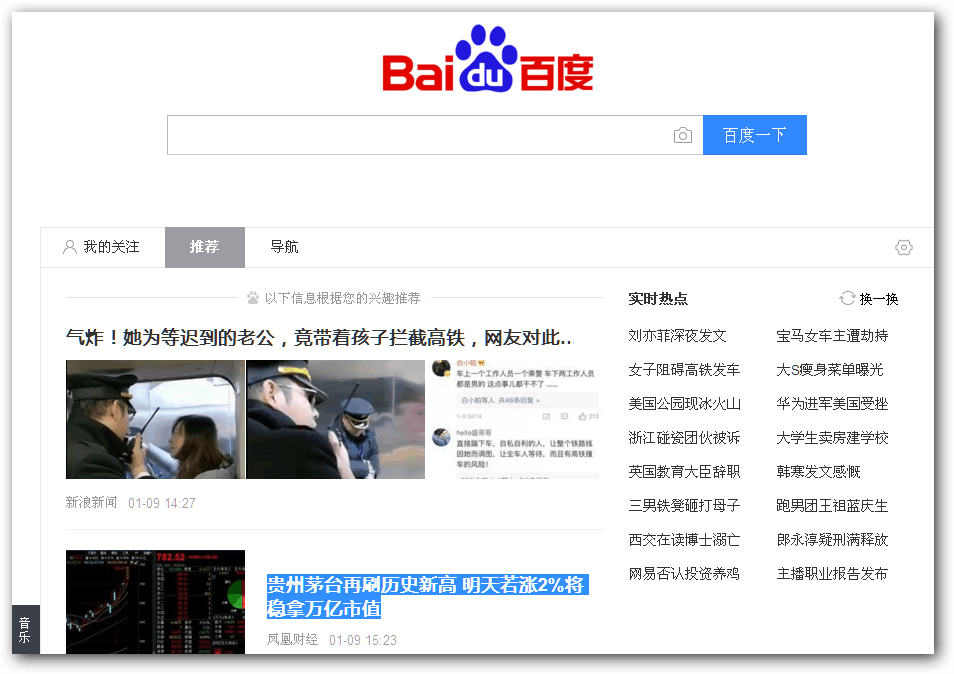 Bai du 百度
百度一下
我的关注 推荐 导航
以下信息根据您的兴趣推荐
气炸！她为等迟到的老公，竟带着孩子拦截高铁，网友对此...
白小帕
车上一个工作人员一个乘警 车下两工作人员
都是男的 这点事儿都干不了 ......
白小帕等人 共46条回复 >
1-9 08:14
213
hello盛哥哥
直接踹下车，自私自利的人，让整个铁路线
因她而调图，让全车人等待，而且有高铁撞
车的风险！
新浪新闻 01-09 14:27
782.52
贵州茅台再刷历史新高 明天若涨2%将
稳拿万亿市值
凤凰财经 01-09 15:23
实时热点 换一换
刘亦菲深夜发文 宝马女车主遭劫持
女子阻碍高铁发车 大S瘦身菜单曝光
美国公园现冰火山 华为进军美国受挫
浙江碰瓷团伙被诉 大学生卖房建学校
英国教育大臣辞职 韩寒发文感慨
三男铁凳砸打母子 跑男团王祖蓝庆生
西交在读博士溺亡 郎永淳疑刑满释放
网易否认投资养鸡 主播职业报告发布
音
乐